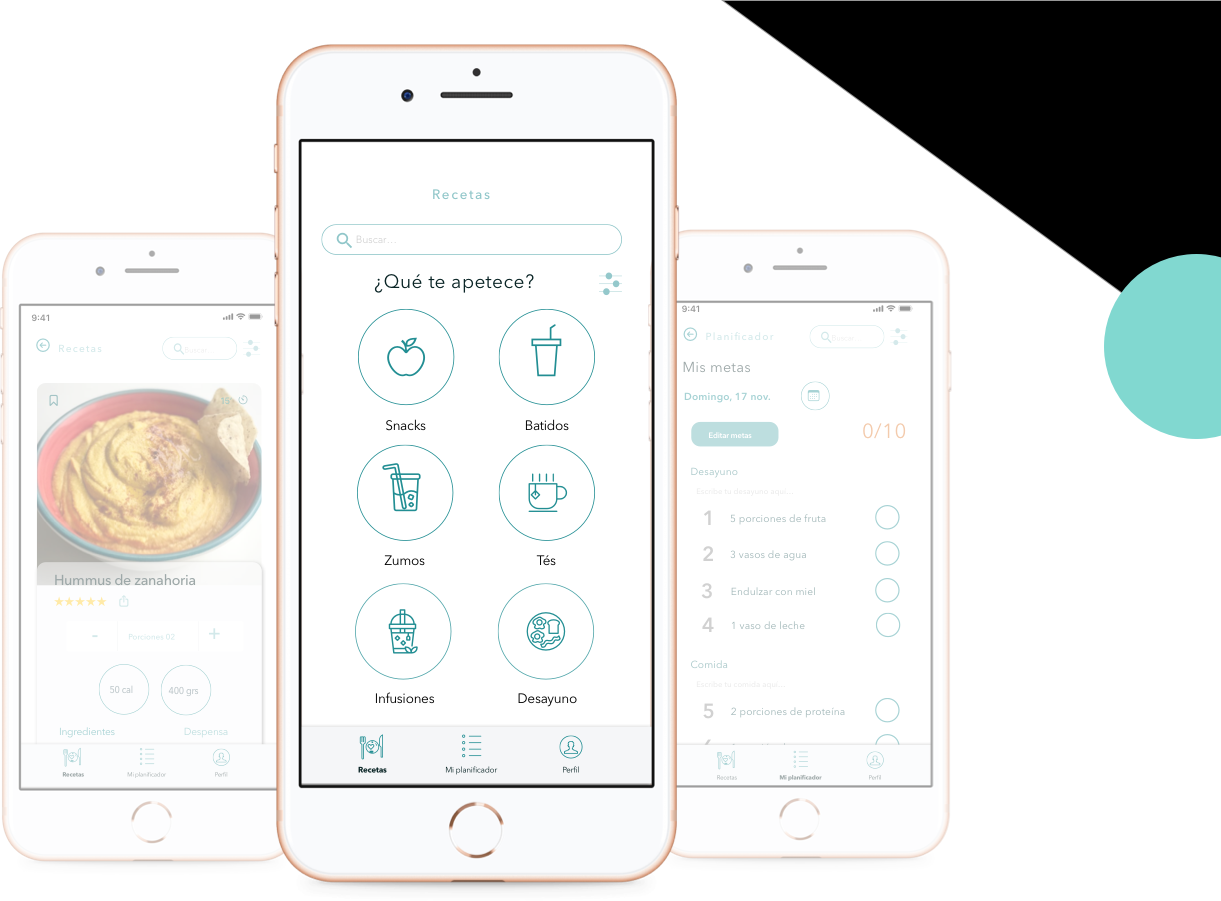 Recetas
Buscar...
¿Qué te apetece?
Snacks
Batidos
Zumos
Tés
Infusiones
Desayuno
Recetas
Mi planificador
Perfil
9:41
Recetas
Hummus de zanahoria
-
Porciones 02
+
50 cal
400 grs
Ingredientes
Despensa
Recetas
Mi planificador
Perfil
9:41
Planificador
Buscar
Mis metas
Domingo, 17 nov.
Editar metas
0/10
Desayuno
Escribe tu desayuno aquí...
1 5 porciones de fruta
2 3 vasos de agua
3 Endulzar con miel
4 1 vaso de leche
Comida
Escribe tu comida aquí...
5 2 porciones de proteína
Recetas
Mi planificador
Perfil